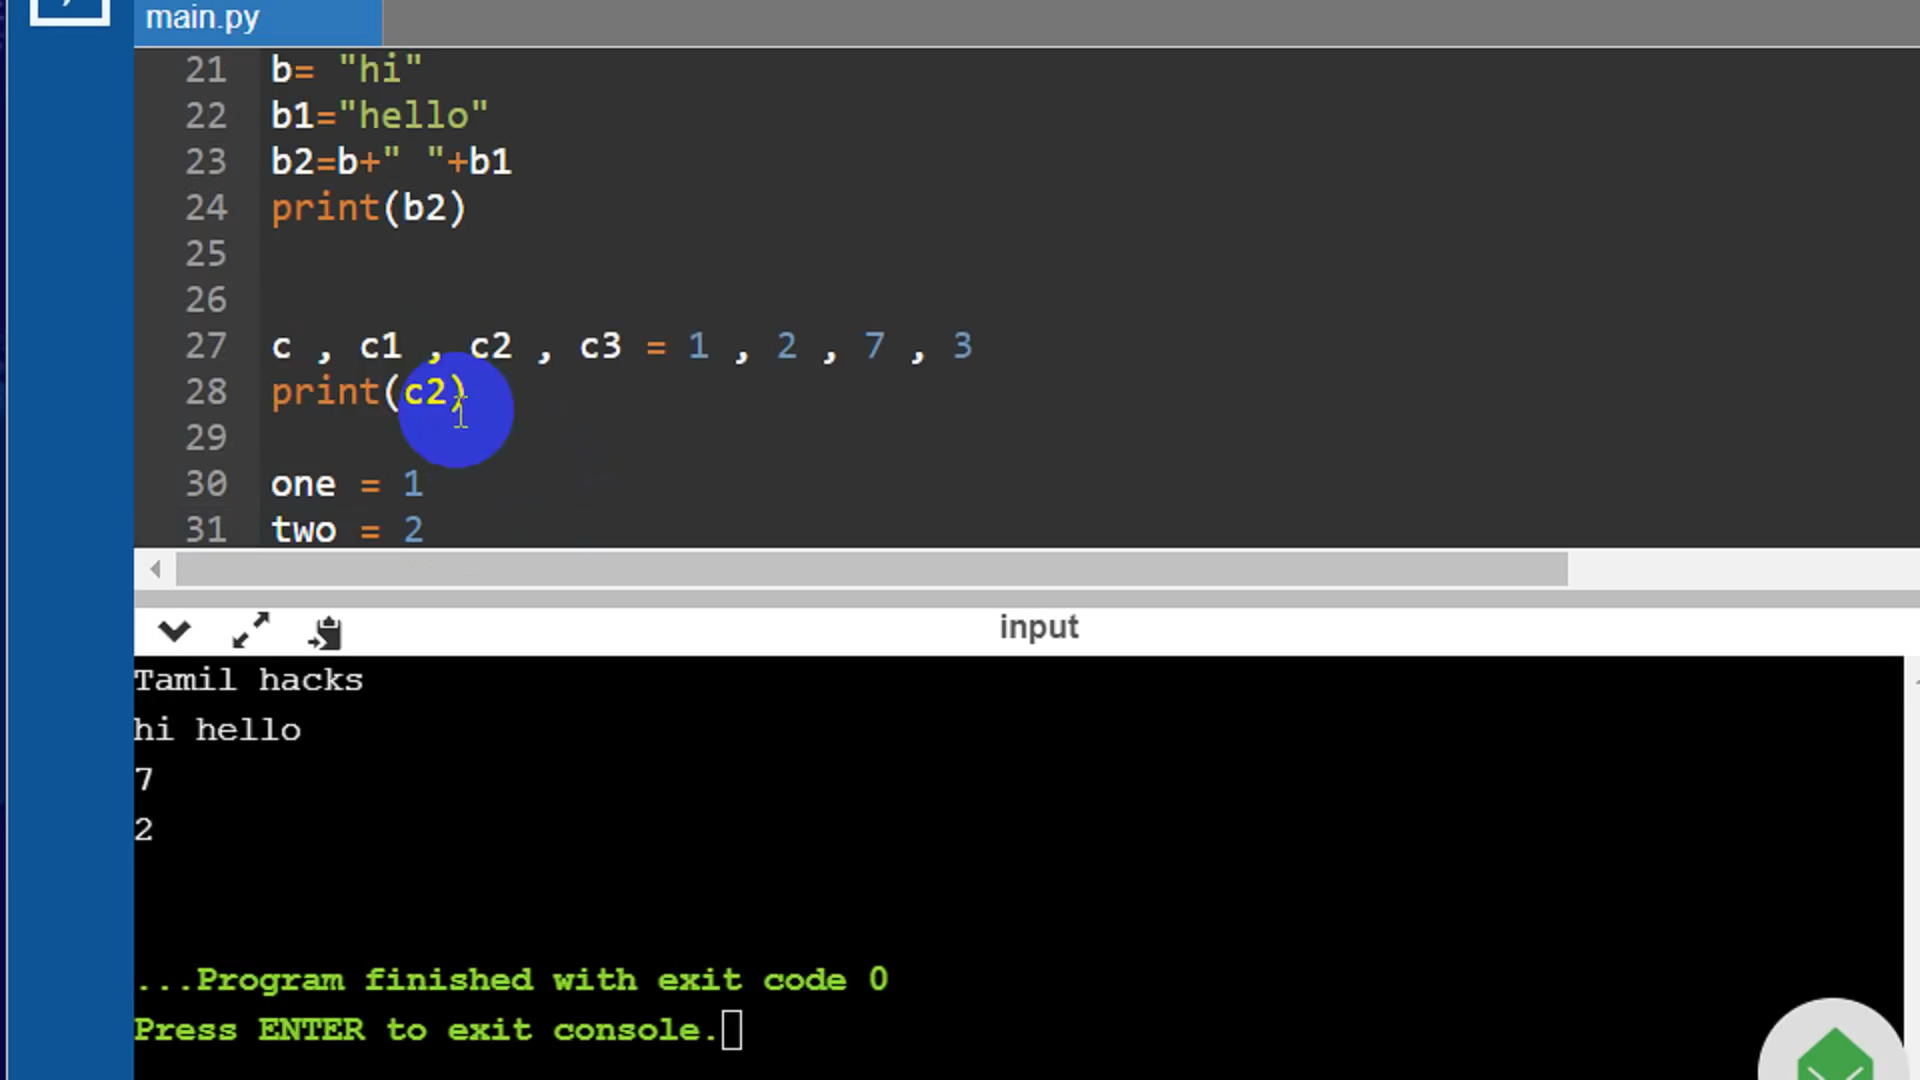 main.py
21 b= "hi"
22 b1="hello"
23 b2=b+" "+b1
24 print(b2)
25
26
27 c , c1 , c2 , c3 = 1 , 2 , 7 , 3
28 print(c2)
29
30 one = 1
31 two = 2
input
Tamil hacks
hi hello
7
2
...Program finished with exit code 0
Press ENTER to exit console.